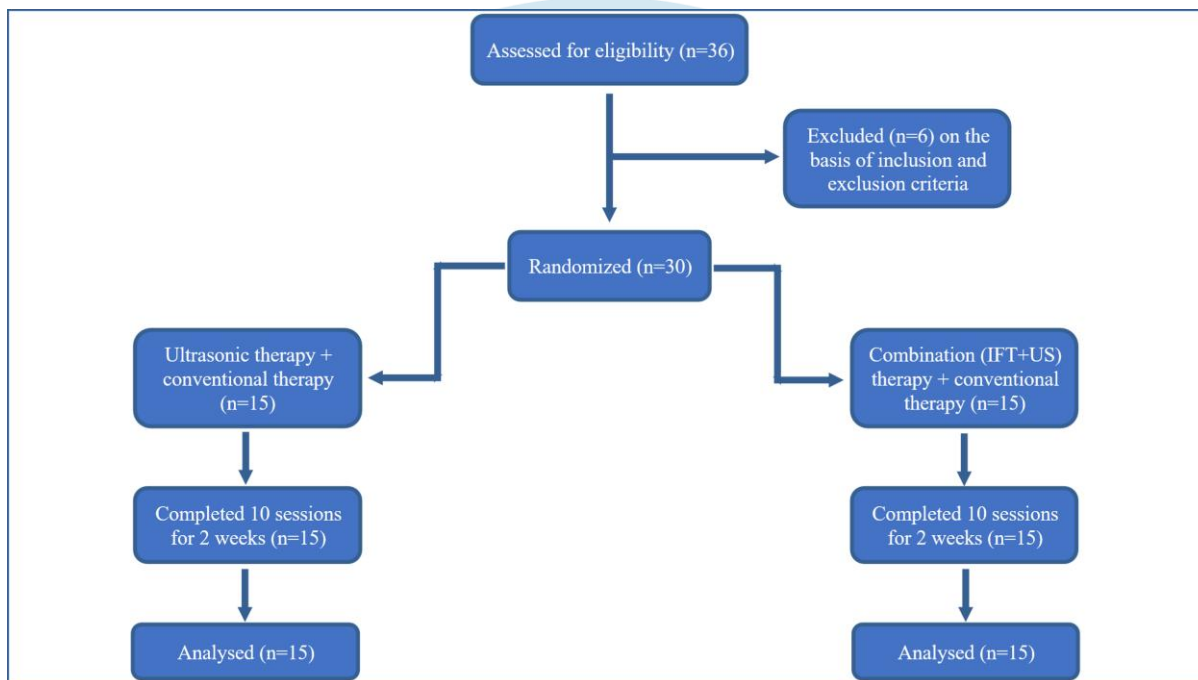 Assessed for eligibility (n=36)
Excluded (n=6) on the
basis of inclusion and
exclusion criteria
Randomized (n=30)
Ultrasonic therapy +
conventional therapy
(n=15)
Combination (IFT+US)
therapy + conventional
therapy (n=15)
Completed 10 sessions
for 2 weeks (n=15)
Completed 10 sessions
for 2 weeks (n=15)
Analysed (n=15)
Analysed (n=15)